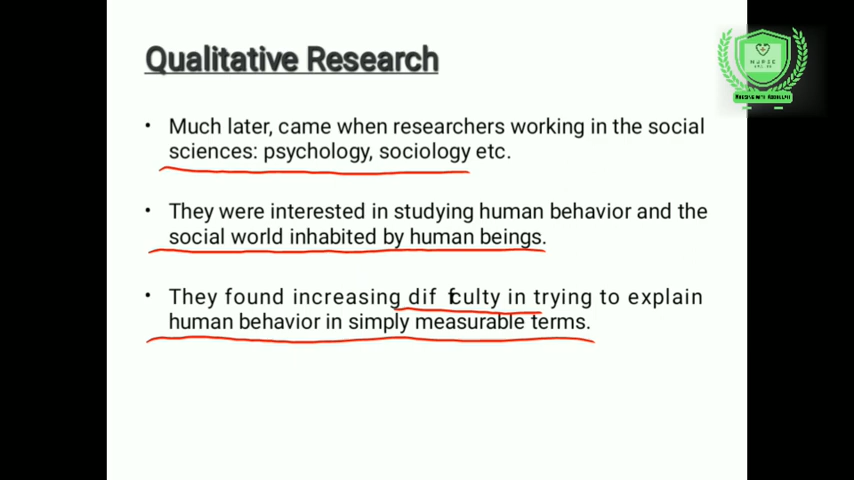 Qualitative Research
• Much later, came when researchers working in the social
sciences: psychology, sociology etc.
• They were interested in studying human behavior and the
social world inhabited by human beings.
• They found increasing dif fculty in trying to explain
human behavior in simply measurable terms.